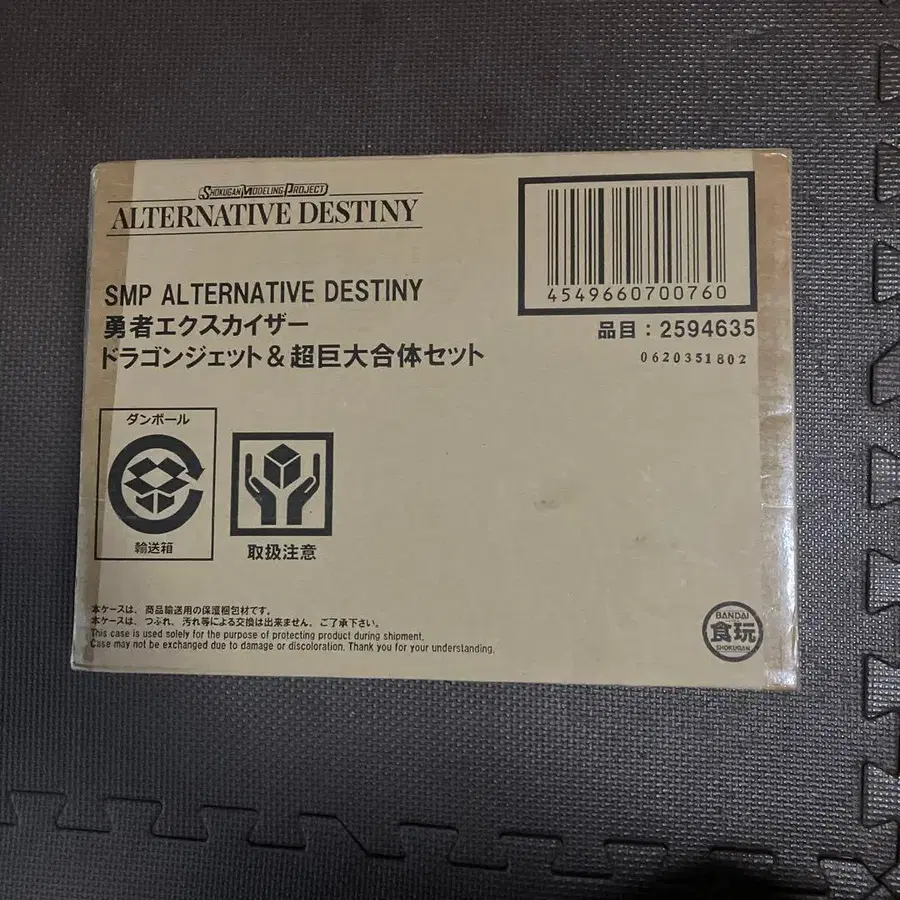 SHOKUGAN MODELING PROJECT
ALTERNATIVE DESTINY
4549660700760
品目：2594635
0620351802
SMP ALTERNATIVE DESTINY
勇者エクスカイザー
ドラゴンジェット＆超巨大合体セット
ダンボール
輸送箱
取扱注意
本ケースは、商品輸送用の保護梱包材です。
本ケースは、つぶれ、汚れ等による交換は出来ません。ご了承下さい。
This case is used solely for the purpose of protecting product during shipment.
Case may not be exchanged due to damage or discoloration. Thank you for your understanding.
BANDAI
食玩
SHOKUGAN